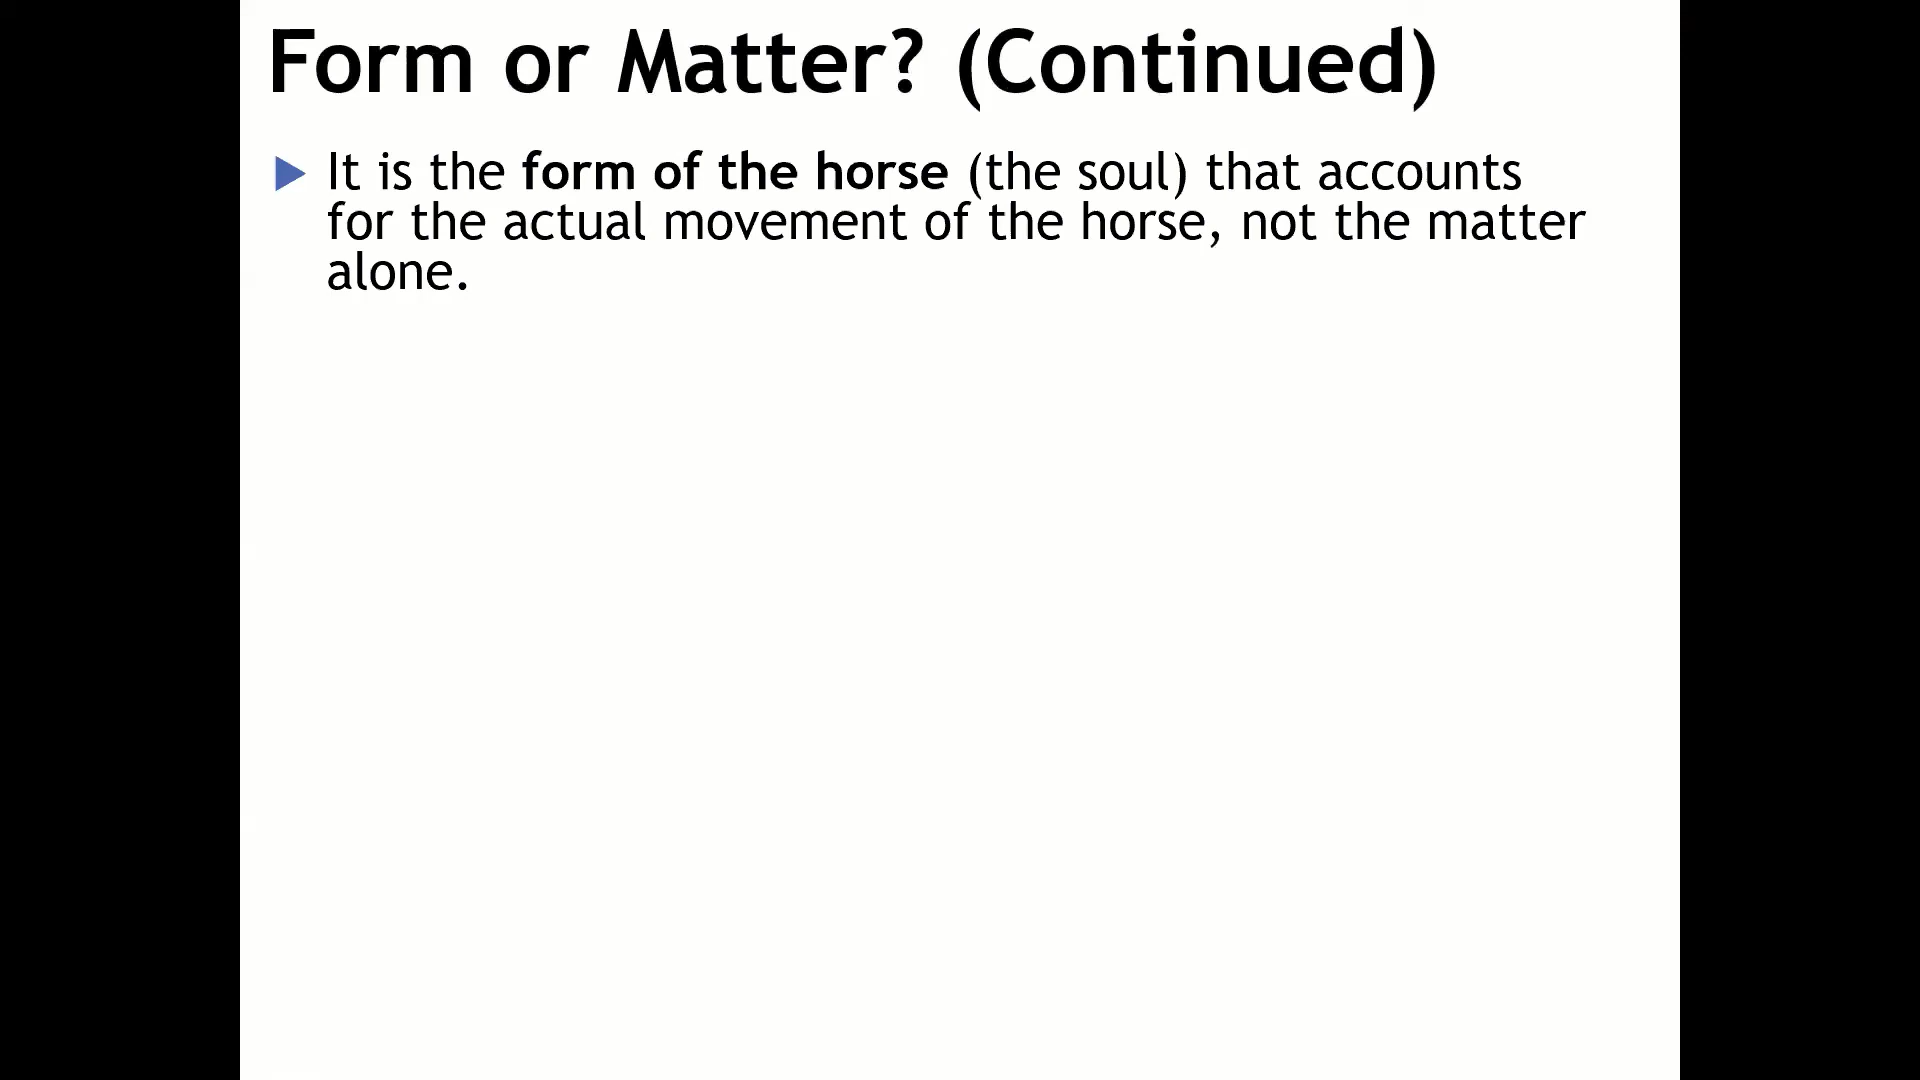 Form or Matter? (Continued)
It is the form of the horse (the soul) that accounts
for the actual movement of the horse, not the matter
alone.